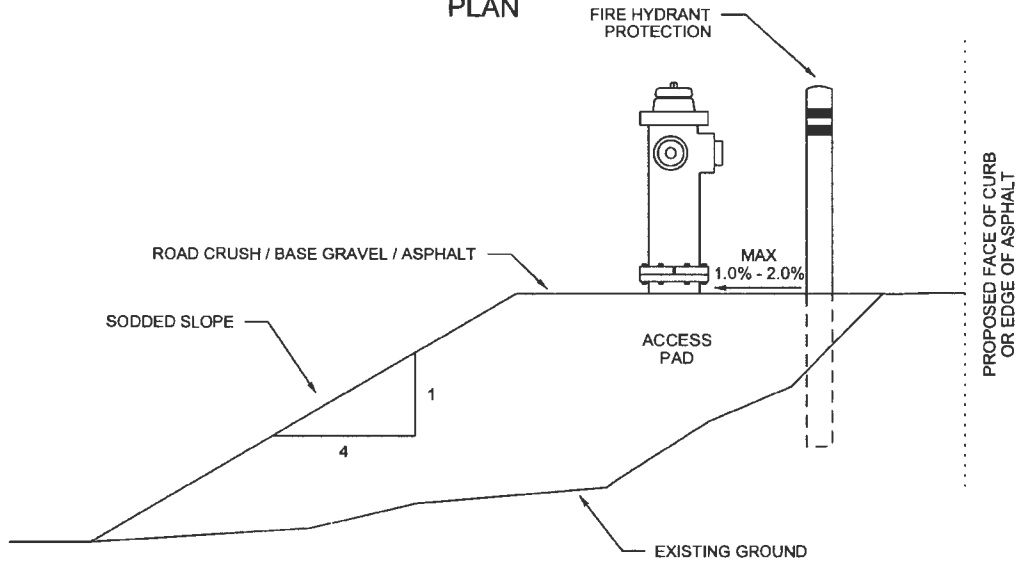 PLAN
FIRE HYDRANT
PROTECTION
ROAD CRUSH / BASE GRAVEL / ASPHALT
MAX
1.0% - 2.0%
SODDED SLOPE
ACCESS
PAD
1
4
EXISTING GROUND
PROPOSED FACE OF CURB
OR EDGE OF ASPHALT